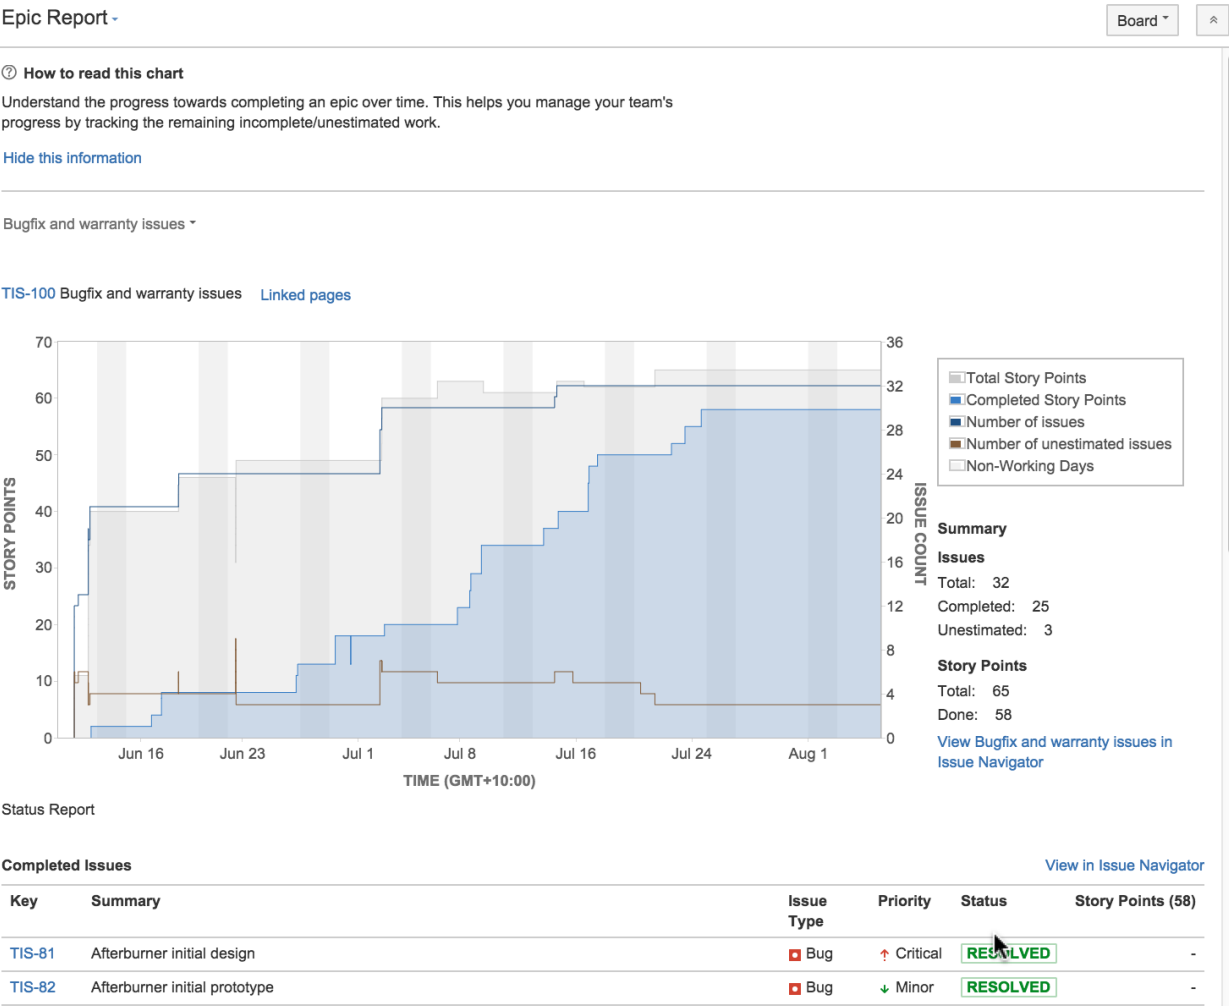 Epic Report
Board
How to read this chart
Understand the progress towards completing an epic over time. This helps you manage your team's
progress by tracking the remaining incomplete/unestimated work.
Hide this information
Bugfix and warranty issues
TIS-100 Bugfix and warranty issues Linked pages
70
60
50
40
30
20
10
0
STORY POINTS
36
32
28
24
20
16
12
8
4
0
ISSUE COUNT
Jun 16 Jun 23 Jul 1 Jul 8 Jul 16 Jul 24 Aug 1
TIME (GMT+10:00)
Total Story Points
Completed Story Points
Number of issues
Number of unestimated issues
Non-Working Days
Summary
Issues
Total: 32
Completed: 25
Unestimated: 3
Story Points
Total: 65
Done: 58
View Bugfix and warranty issues in
Issue Navigator
Status Report
Completed Issues View in Issue Navigator
Key Summary Issue Type Priority Status Story Points (58)
TIS-81 Afterburner initial design Bug Critical RESOLVED -
TIS-82 Afterburner initial prototype Bug Minor RESOLVED -